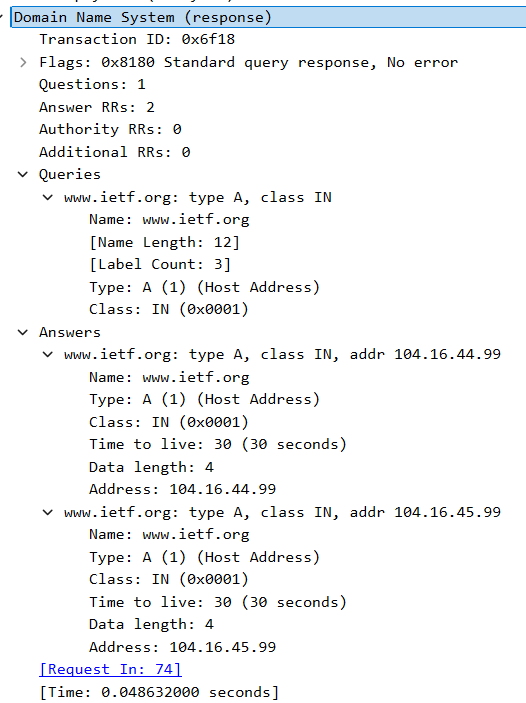 Domain Name System (response)
Transaction ID: 0x6f18
Flags: 0x8180 Standard query response, No error
Questions: 1
Answer RRs: 2
Authority RRs: 0
Additional RRs: 0
Queries
www.ietf.org: type A, class IN
Name: www.ietf.org
[Name Length: 12]
[Label Count: 3]
Type: A (1) (Host Address)
Class: IN (0x0001)
Answers
www.ietf.org: type A, class IN, addr 104.16.44.99
Name: www.ietf.org
Type: A (1) (Host Address)
Class: IN (0x0001)
Time to live: 30 (30 seconds)
Data length: 4
Address: 104.16.44.99
www.ietf.org: type A, class IN, addr 104.16.45.99
Name: www.ietf.org
Type: A (1) (Host Address)
Class: IN (0x0001)
Time to live: 30 (30 seconds)
Data length: 4
Address: 104.16.45.99
[Request In: 74]
[Time: 0.048632000 seconds]